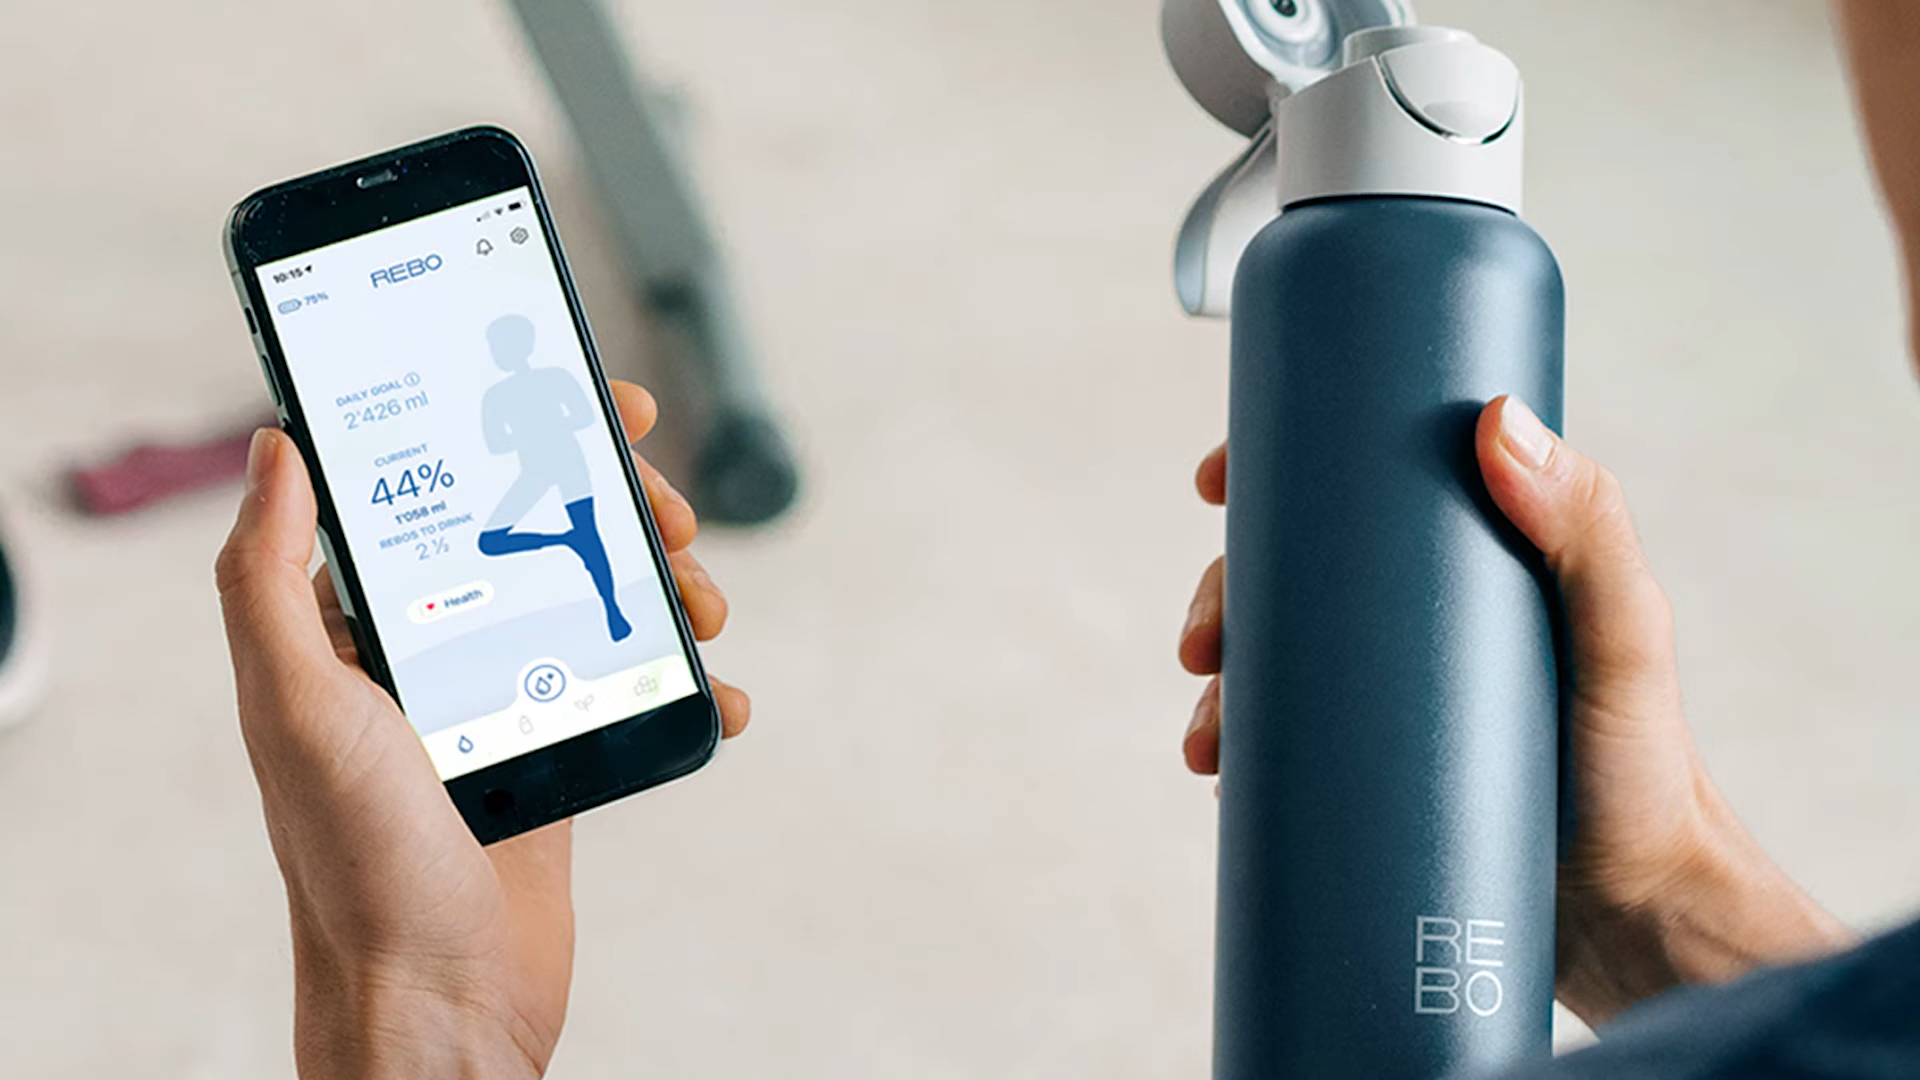 10:15
75%
REBO
DAILY GOAL
2'426 ml
CURRENT
44%
1'058 ml
REBOS TO DRINK
2 ½
Health
RE
BO